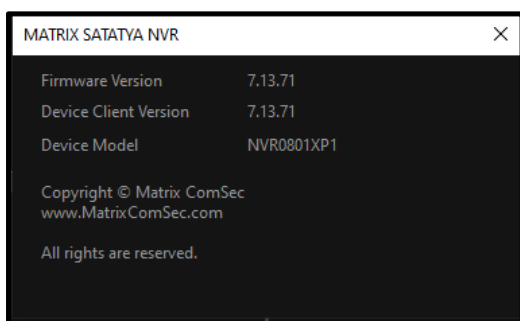 MATRIX SATATYA NVR
Firmware Version 7.13.71
Device Client Version 7.13.71
Device Model NVR0801XP1
Copyright © Matrix ComSec
www.MatrixComSec.com
All rights are reserved.